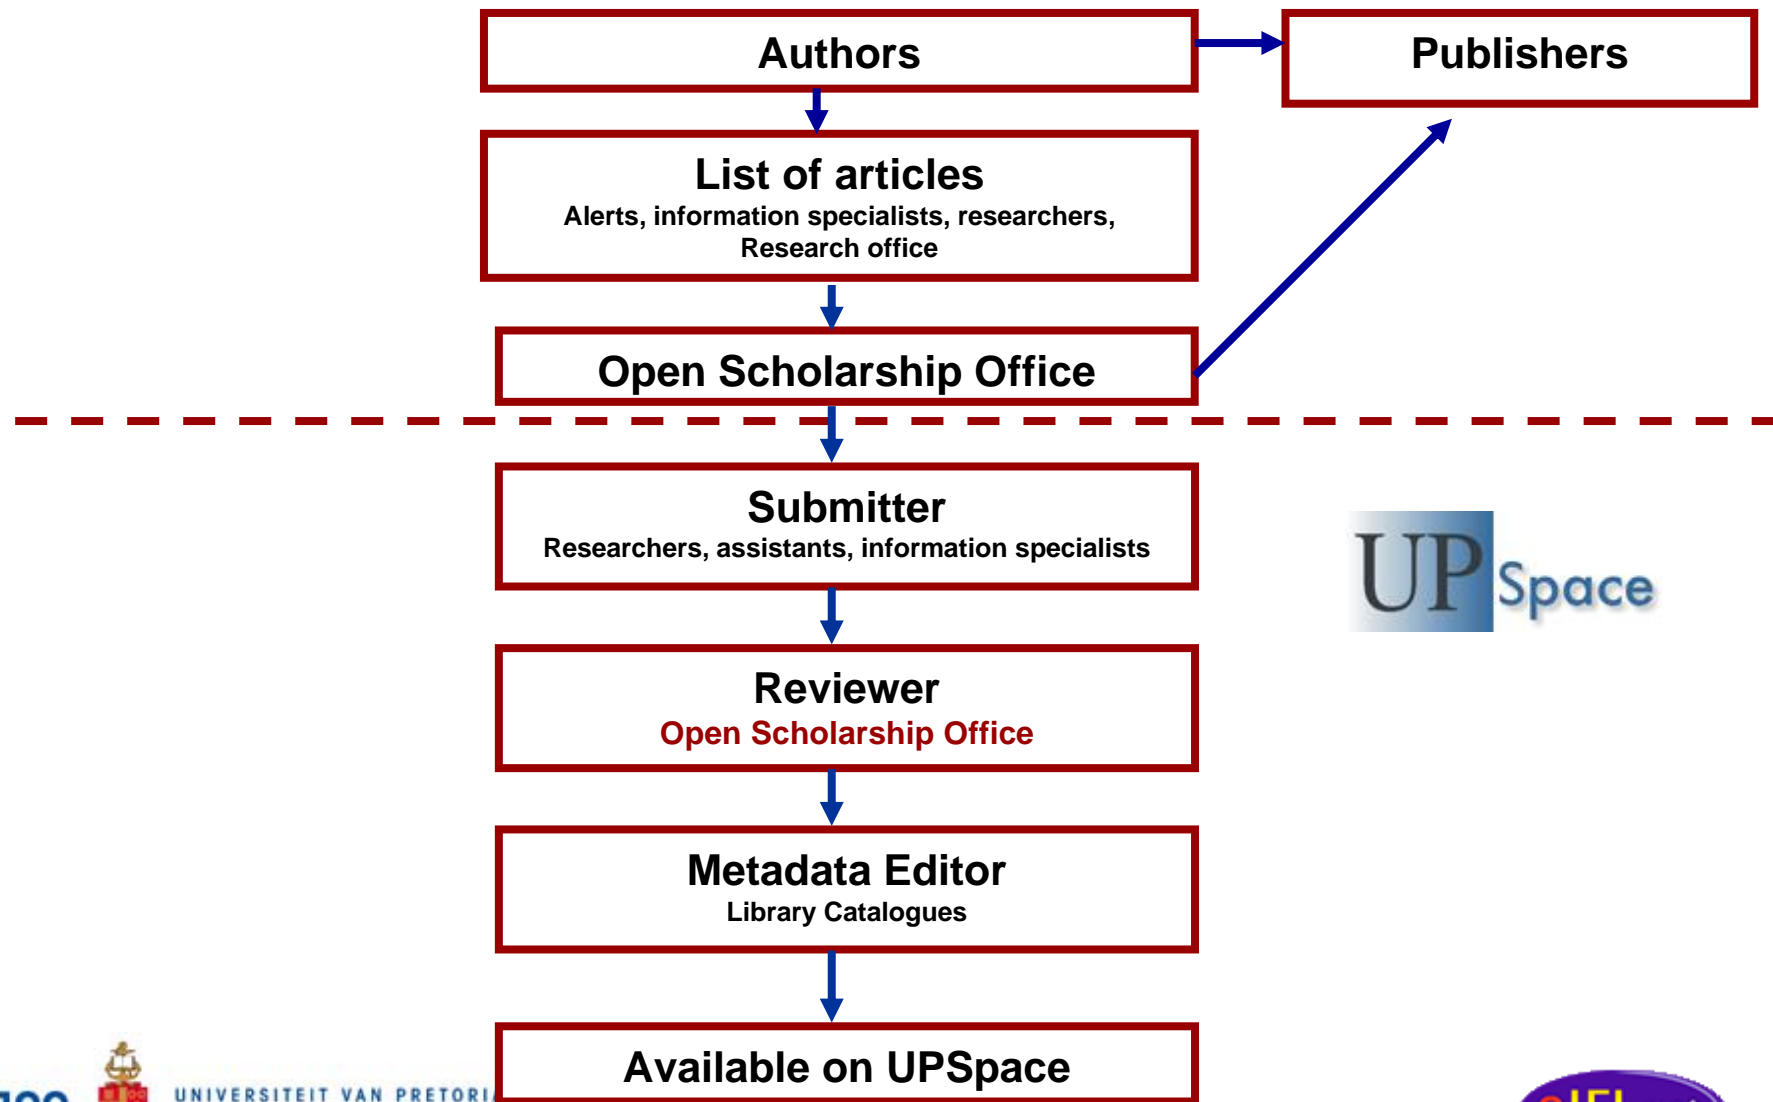 Authors
Publishers
List of articles
Alerts, information specialists, researchers,
Research office
Open Scholarship Office
Submitter
Researchers, assistants, information specialists
UP Space
Reviewer
Open Scholarship Office
Metadata Editor
Library Catalogues
Available on UPSpace
UNIVERSITEIT VAN PRETORIA